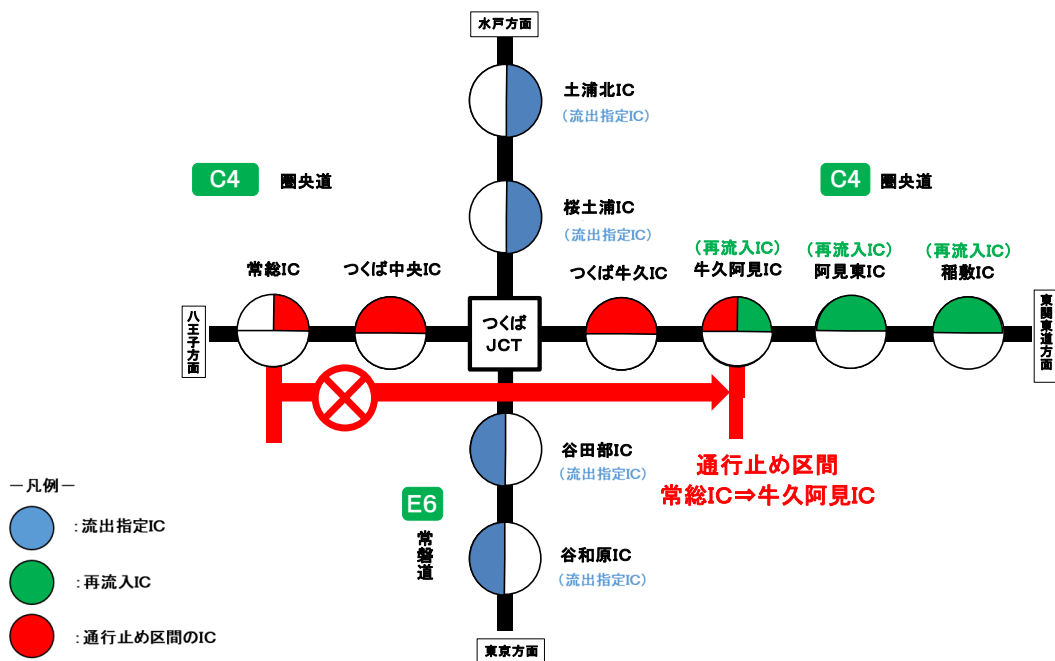 水戸方面
土浦北IC
（流出指定IC）
C4 圏央道
C4 圏央道
桜土浦IC
（流出指定IC）
（再流入IC）
牛久阿見IC
（再流入IC）
阿見東IC
（再流入IC）
稲敷IC
常総IC
つくば中央IC
つくば牛久IC
八王子方面
つくば
JCT
東関東道方面
谷田部IC
（流出指定IC）
通行止め区間
常総IC⇒牛久阿見IC
E6
常磐道
谷和原IC
（流出指定IC）
東京方面
－凡例－
：流出指定IC
：再流入IC
：通行止め区間のIC